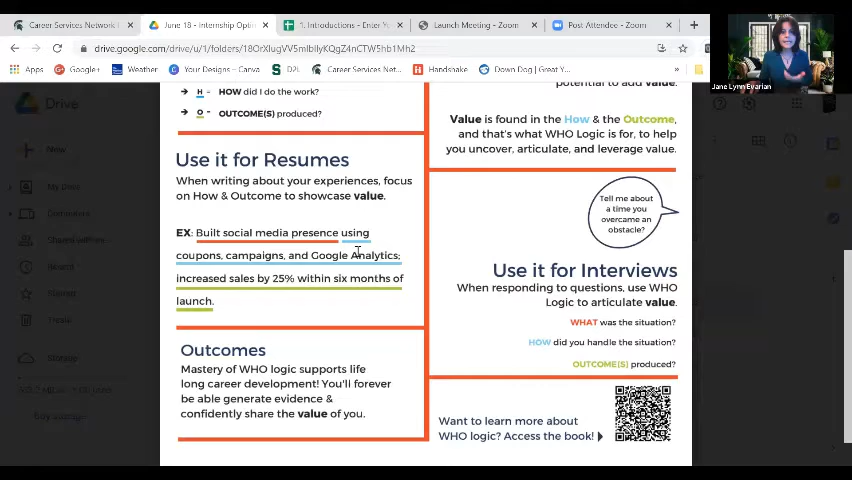 Career Services Network
June 18 - Internship Optim
1. Introductions - Enter Yo
Launch Meeting - Zoom
Post Attendee - Zoom
Apps
Google+
Weather
Your Designs – Canva
D2L
Career Services Net...
Handshake
Down Dog | Great Y...
»
Jane Lynn Evarian
Drive
New
Storage
H = HOW did I do the work?
O = OUTCOME(S) produced?
Use it for Resumes
When writing about your experiences, focus
on How & Outcome to showcase value.
EX: Built social media presence using
coupons, campaigns, and Google Analytics;
increased sales by 25% within six months of
launch.
Outcomes
Mastery of WHO logic supports life
long career development! You'll forever
be able generate evidence &
confidently share the value of you.
potential to add value.
Value is found in the How & the Outcome,
and that's what WHO Logic is for, to help
you uncover, articulate, and leverage value.
Tell me about
a time you
overcame an
obstacle?
Use it for Interviews
When responding to questions, use WHO
Logic to articulate value.
WHAT was the situation?
HOW did you handle the situation?
OUTCOME(S) produced?
Want to learn more about
WHO logic? Access the book!